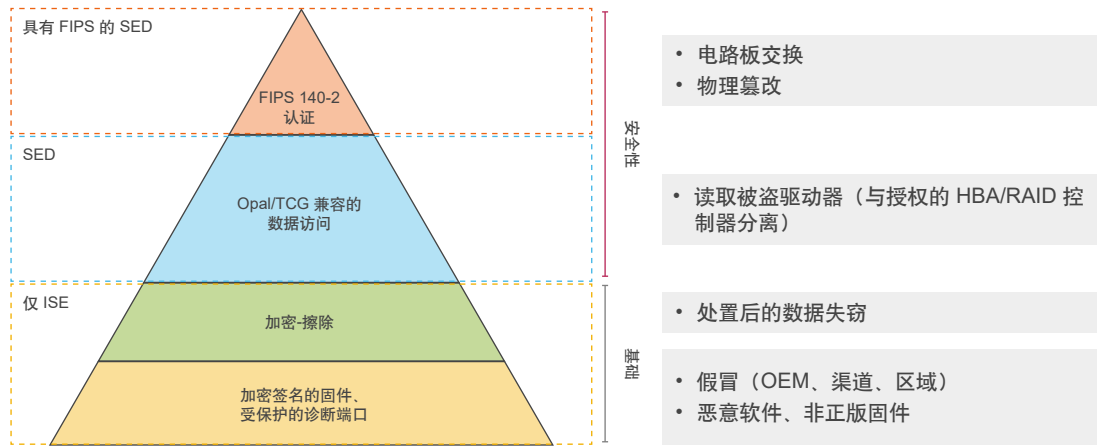 具有 FIPS 的 SED
FIPS 140-2
认证
• 电路板交换
• 物理篡改
安全性
SED
Opal/TCG 兼容的
数据访问
• 读取被盗驱动器（与授权的 HBA/RAID 控
制器分离）
仅 ISE
加密-擦除
• 处置后的数据失窃
基础
加密签名的固件、
受保护的诊断端口
• 假冒（OEM、渠道、区域）
• 恶意软件、非正版固件